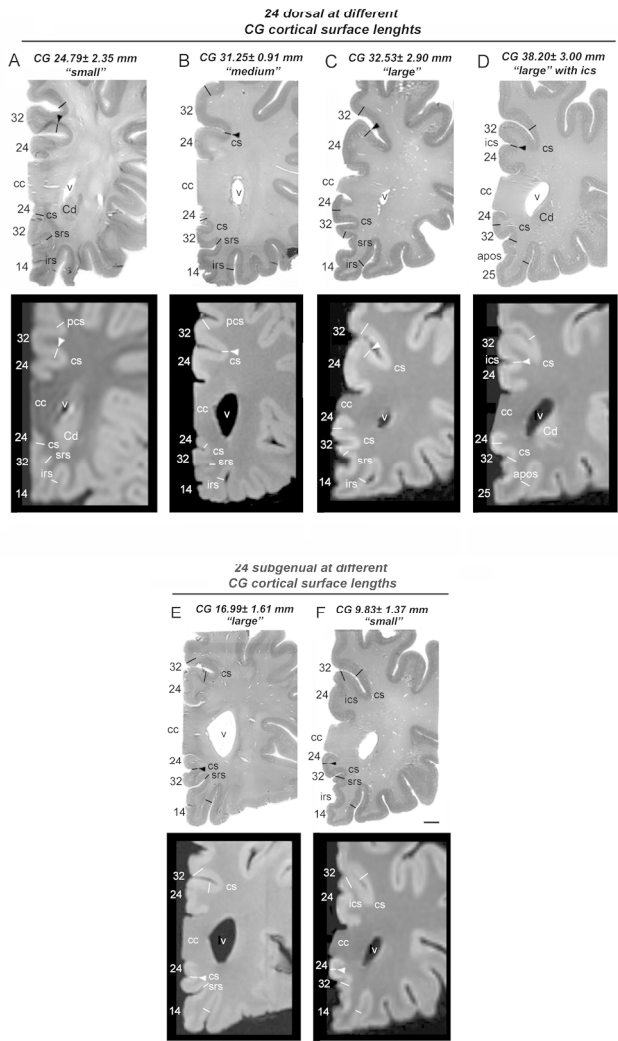 24 dorsal at different
CG cortical surface lenghts
A CG 24.79± 2.35 mm
"small"
B CG 31.25± 0.91 mm
"medium"
C CG 32.53± 2.90 mm
"large"
D CG 38.20± 3.00 mm
"large" with ics
32
24
cc
v
24
cs
Cd
32
srs
irs
14
32
24
cs
cc
v
24
cs
32
srs
irs
14
32
24
cs
cc
v
24
cs
32
srs
irs
14
32
ics
24
cs
cc
v
24
Cd
cs
32
apos
25
pcs
32
24
cs
cc
v
24
Cd
cs
32
srs
irs
14
pcs
32
24
cs
cc
v
24
cs
32
srs
irs
14
32
24
cs
cc
v
24
cs
32
srs
irs
14
32
ics
24
cs
cc
v
24
Cd
cs
32
apos
25
24 subgenual at different
CG cortical surface lengths
E CG 16.99± 1.61 mm
"large"
F CG 9.83± 1.37 mm
"small"
32
cs
24
cc
v
24
cs
32
srs
14
32
24
ics
cs
cc
24
cs
32
srs
irs
14
32
24
cs
cc
v
24
cs
32
srs
14
32
24
ics
cs
cc
v
24
32
14